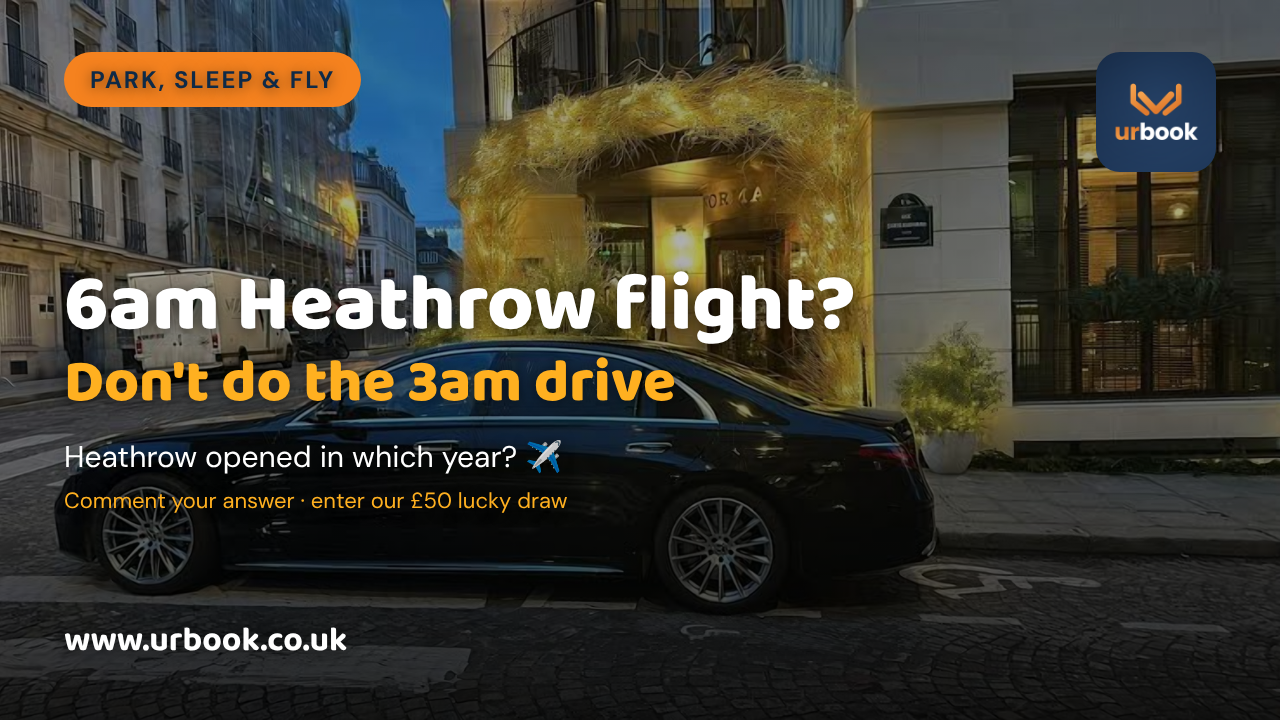 PARK, SLEEP & FLY
urbook
6am Heathrow flight?
Don't do the 3am drive
Heathrow opened in which year? ✈️
Comment your answer · enter our £50 lucky draw
www.urbook.co.uk